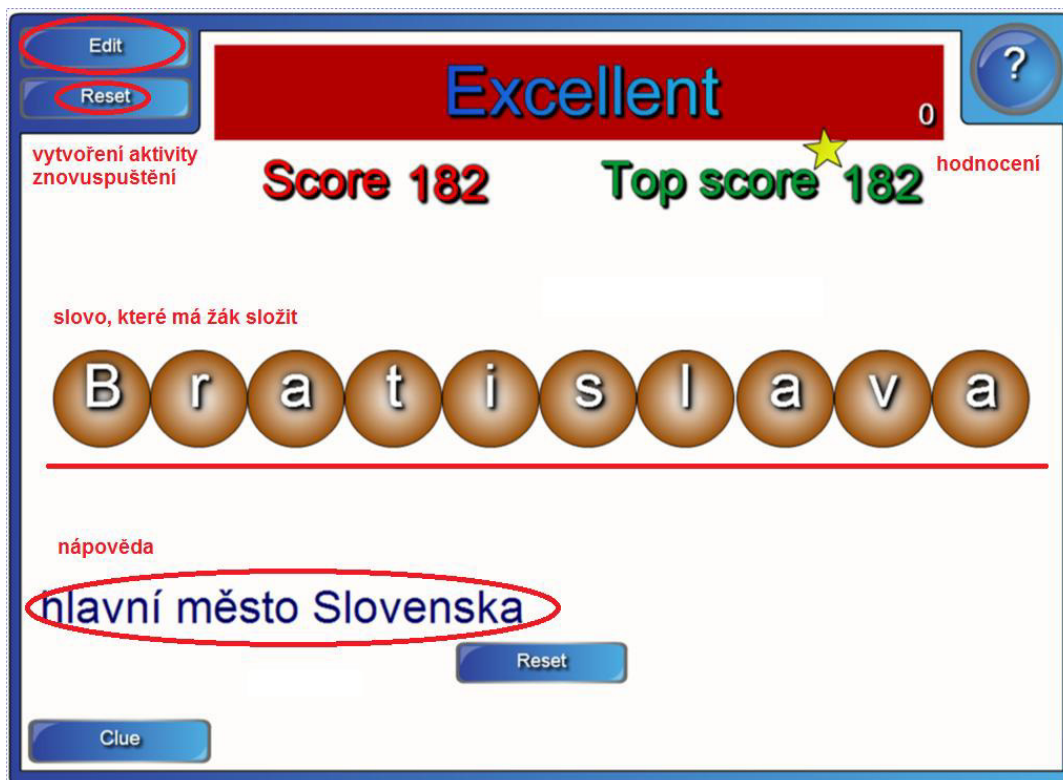 Edit
?
Excellent
Reset
0
vytvoření aktivity
znovuspuštění
Score 182
Top score 182
hodnocení
slovo, které má žák složit
B r a t i s l a v a
nápověda
hlavní město Slovenska
Reset
Clue